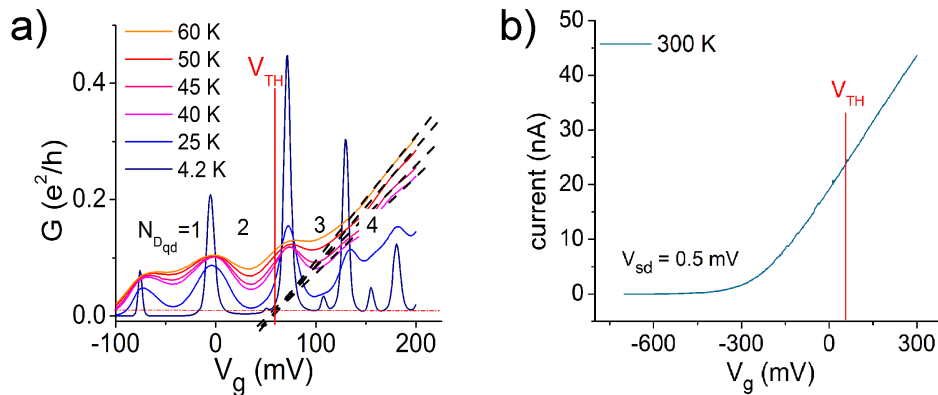 a)
60 K
50 K
45 K
40 K
25 K
4.2 K
V_TH
N_Dqd=1
2
3
4
0.4
0.2
0.0
G (e²/h)
-100
0
100
200
V_g (mV)
b)
300 K
V_TH
V_sd = 0.5 mV
50
40
30
20
10
0
current (nA)
-600
-300
0
300
V_g (mV)